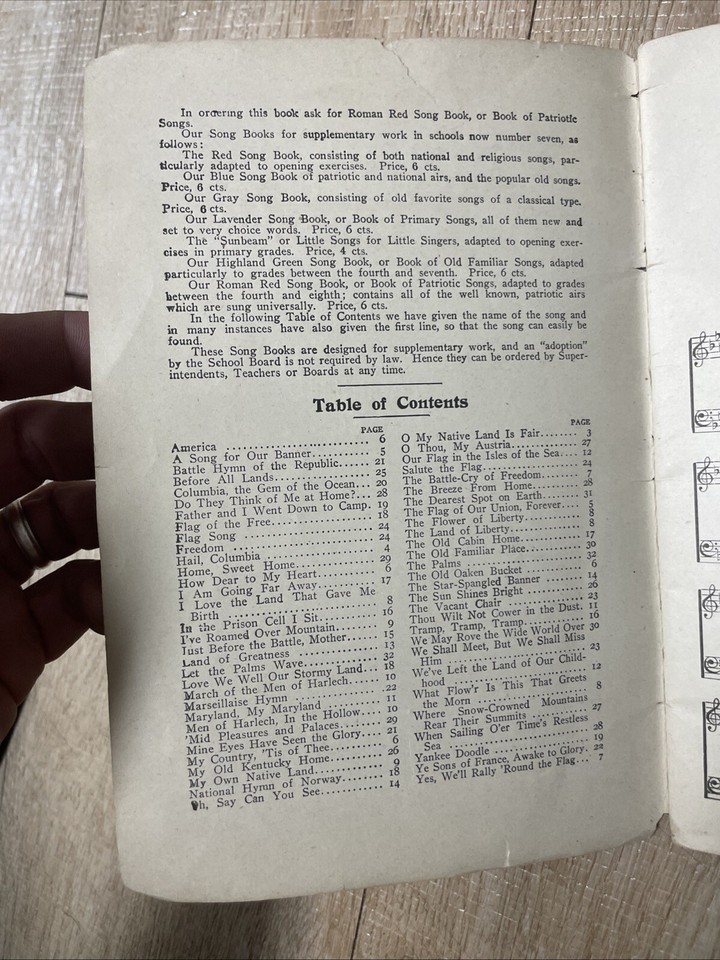 In ordering this book ask for Roman Red Song Book, or Book of Patriotic
Songs.
Our Song Books for supplementary work in schools now number seven, as
follows:
The Red Song Book, consisting of both national and religious songs, par-
ticularly adapted to opening exercises. Price, 6 cts.
Our Blue Song Book of patriotic and national airs, and the popular old songs.
Price, 6 cts.
Our Gray Song Book, consisting of old favorite songs of a classical type.
Price, 6 cts.
Our Lavender Song Book, or Book of Primary Songs, all of them new and
set to very choice words. Price, 6 cts.
The "Sunbeam" or Little Songs for Little Singers, adapted to opening exer-
cises in primary grades. Price, 4 cts.
Our Highland Green Song Book, or Book of Old Familiar Songs, adapted
particularly to grades between the fourth and seventh. Price, 6 cts.
Our Roman Red Song Book, or Book of Patriotic Songs, adapted to grades
between the fourth and eighth; contains all of the well known, patriotic airs
which are sung universally. Price, 6 cts.
In the following Table of Contents we have given the name of the song and
in many instances have also given the first line, so that the song can easily be
found.
These Song Books are designed for supplementary work, and an "adoption"
by the School Board is not required by law. Hence they can be ordered by Super-
intendents, Teachers or Boards at any time.
Table of Contents
PAGE
America 6
A Song for Our Banner 5
Battle Hymn of the Republic 21
Before All Lands 25
Columbia, the Gem of the Ocean 20
Do They Think of Me at Home? 28
Father and I Went Down to Camp. 19
Flag of the Free 18
Flag Song 24
Freedom 24
Hail, Columbia 4
Home, Sweet Home 29
How Dear to My Heart 6
I Am Going Far Away 17
I Love the Land That Gave Me
Birth 8
In the Prison Cell I Sit 16
I've Roamed Over Mountain 9
Just Before the Battle, Mother 15
Land of Greatness 13
Let the Palms Wave 32
Love We Well Our Stormy Land 18
March of the Men of Harlech 10
Marseillaise Hymn 22
Maryland, My Maryland 11
Men of Harlech, In the Hollow 10
'Mid Pleasures and Palaces 29
Mine Eyes Have Seen the Glory 21
My Country, 'Tis of Thee 6
My Old Kentucky Home 26
My Own Native Land 9
National Hymn of Norway 18
Oh, Say Can You See 14
PAGE
O My Native Land Is Fair 3
O Thou, My Austria 27
Our Flag in the Isles of the Sea 12
Salute the Flag 24
The Battle-Cry of Freedom 7
The Breeze From Home 28
The Dearest Spot on Earth 31
The Flag of Our Union, Forever 5
The Flower of Liberty 8
The Land of Liberty 8
The Old Cabin Home 17
The Old Familiar Place 30
The Palms 32
The Old Oaken Bucket 6
The Star-Spangled Banner 14
The Sun Shines Bright 26
The Vacant Chair 23
Thou Wilt Not Cower in the Dust. 11
Tramp, Tramp, Tramp 16
We May Rove the Wide World Over 30
We Shall Meet, But We Shall Miss
Him 23
We've Left the Land of Our Child-
hood 12
What Flow'r Is This That Greets
the Morn 8
Where Snow-Crowned Mountains
Rear Their Summits 27
When Sailing O'er Time's Restless
Sea 28
Yankee Doodle 19
Ye Sons of France, Awake to Glory. 22
Yes, We'll Rally 'Round the Flag 7